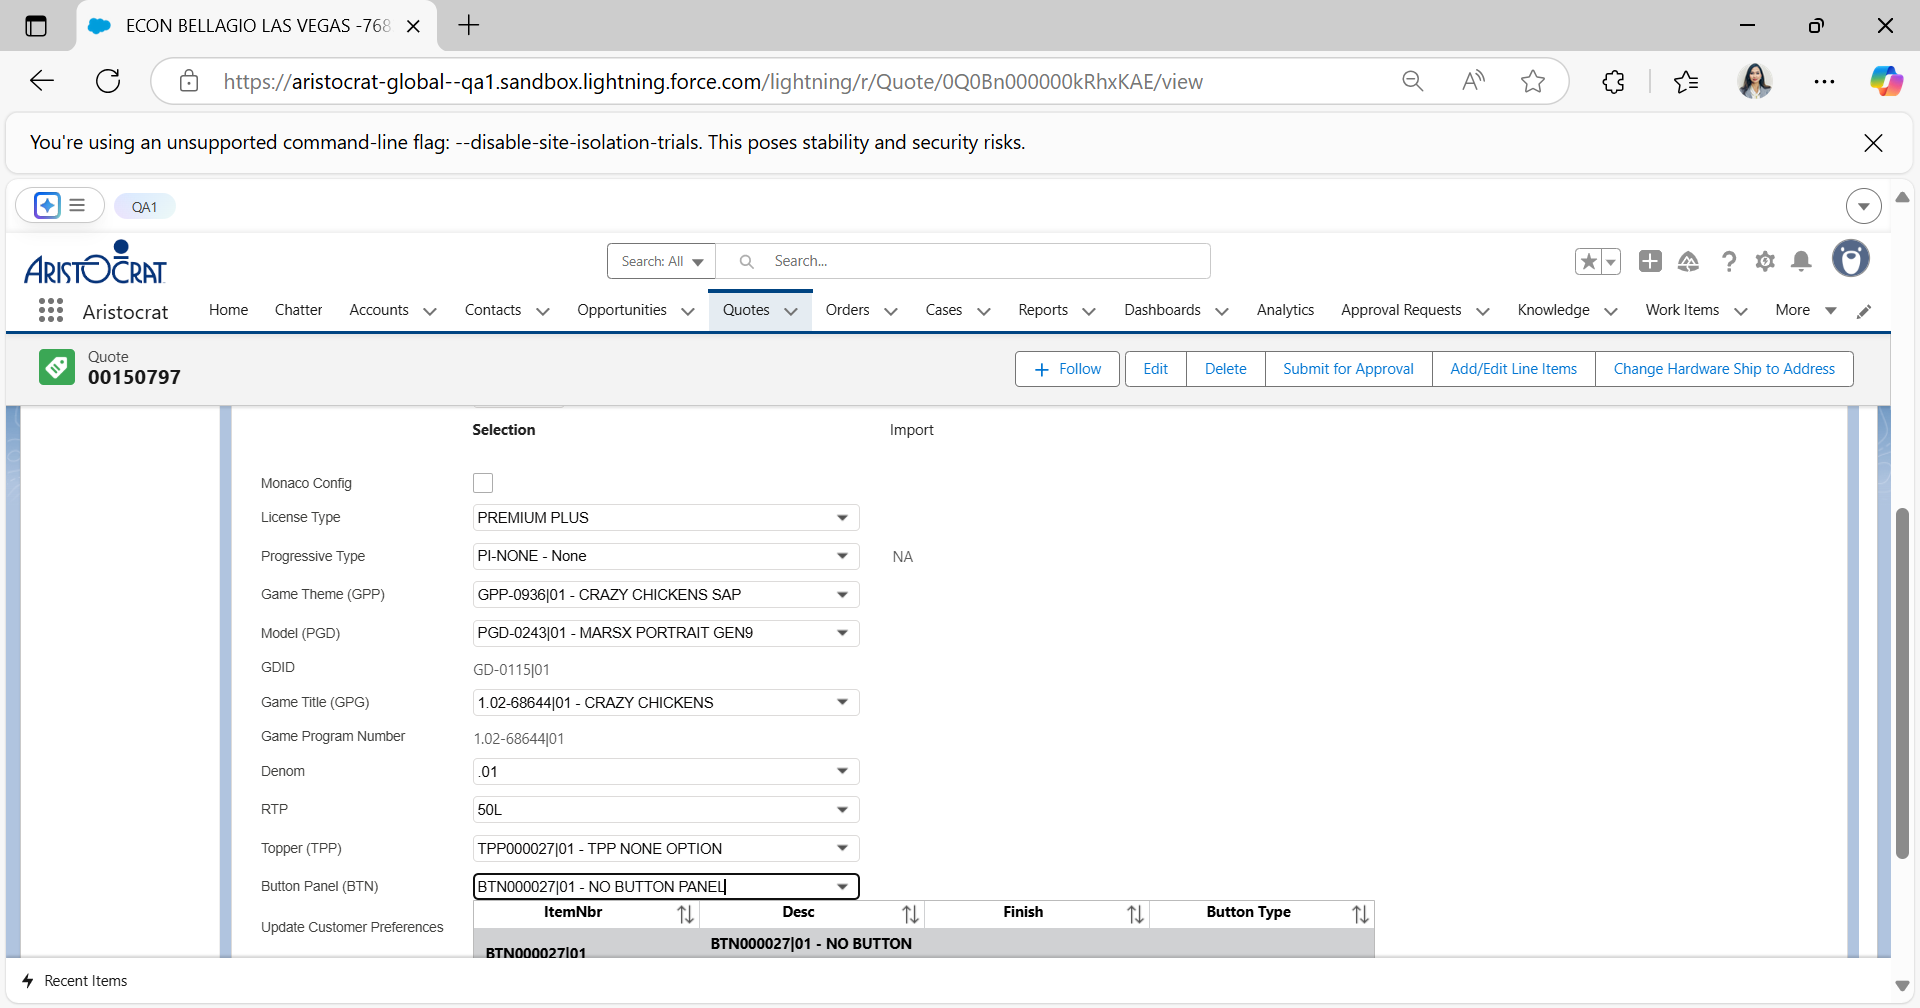 ECON BELLAGIO LAS VEGAS -768
https://aristocrat-global--qa1.sandbox.lightning.force.com/lightning/r/Quote/0Q0Bn000000kRhxKAE/view
You're using an unsupported command-line flag: --disable-site-isolation-trials. This poses stability and security risks.
QA1
ARISTOCRAT
Search: All
Search...
Aristocrat
Home
Chatter
Accounts
Contacts
Opportunities
Quotes
Orders
Cases
Reports
Dashboards
Analytics
Approval Requests
Knowledge
Work Items
More
Quote
00150797
Follow
Edit
Delete
Submit for Approval
Add/Edit Line Items
Change Hardware Ship to Address
Selection
Import
Monaco Config
License Type
PREMIUM PLUS
Progressive Type
PI-NONE - None
NA
Game Theme (GPP)
GPP-0936|01 - CRAZY CHICKENS SAP
Model (PGD)
PGD-0243|01 - MARSX PORTRAIT GEN9
GDID
GD-0115|01
Game Title (GPG)
1.02-68644|01 - CRAZY CHICKENS
Game Program Number
1.02-68644|01
Denom
.01
RTP
50L
Topper (TPP)
TPP000027|01 - TPP NONE OPTION
Button Panel (BTN)
BTN000027|01 - NO BUTTON PANEL
ItemNbr
Desc
Finish
Button Type
Update Customer Preferences
BTN000027|01 - NO BUTTON
BTN000027|01
Recent Items